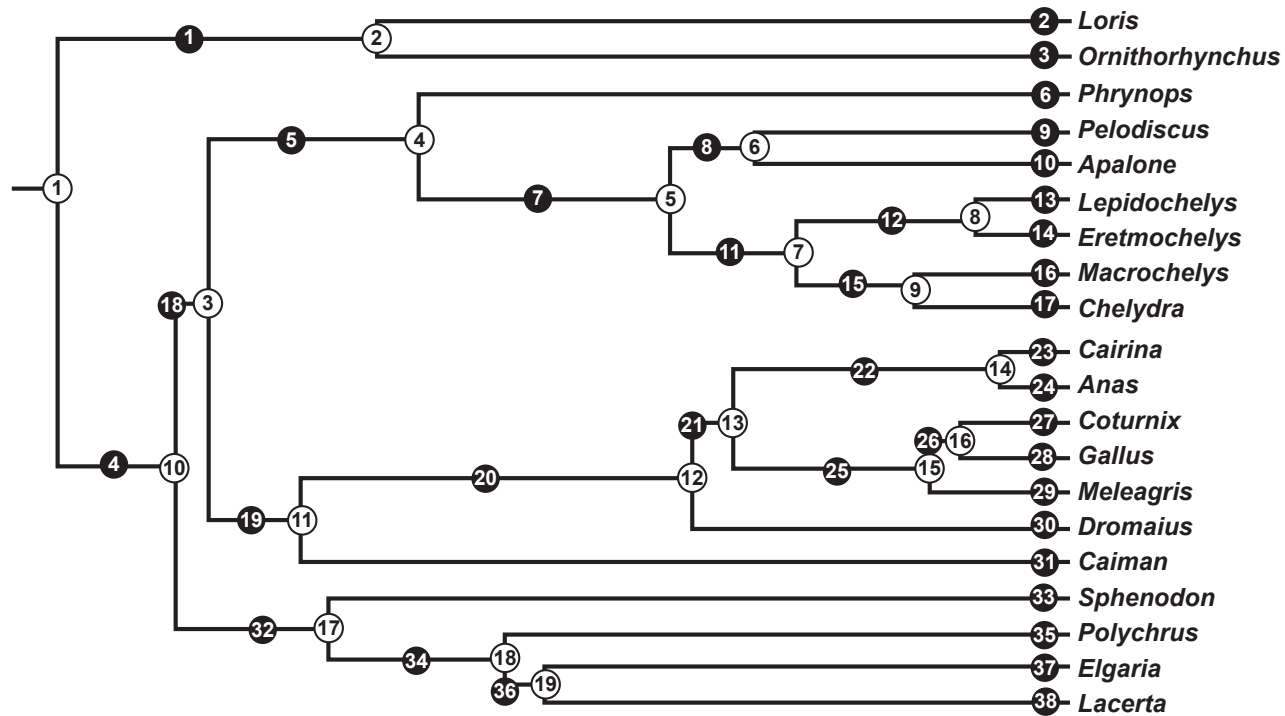 1 2 2 Loris
3 Ornithorhynchus
6 Phrynops
5 4 9 Pelodiscus
8 6 10 Apalone
1 7 5 13 Lepidochelys
12 8 14 Eretmochelys
11 7 16 Macrochelys
18 3 15 9 17 Chelydra
23 Cairina
22 14 24 Anas
21 13 27 Coturnix
26 16 28 Gallus
4 10 20 12 25 15 29 Meleagris
19 11 30 Dromaius
31 Caiman
33 Sphenodon
32 17 35 Polychrus
34 18 37 Elgaria
36 19 38 Lacerta